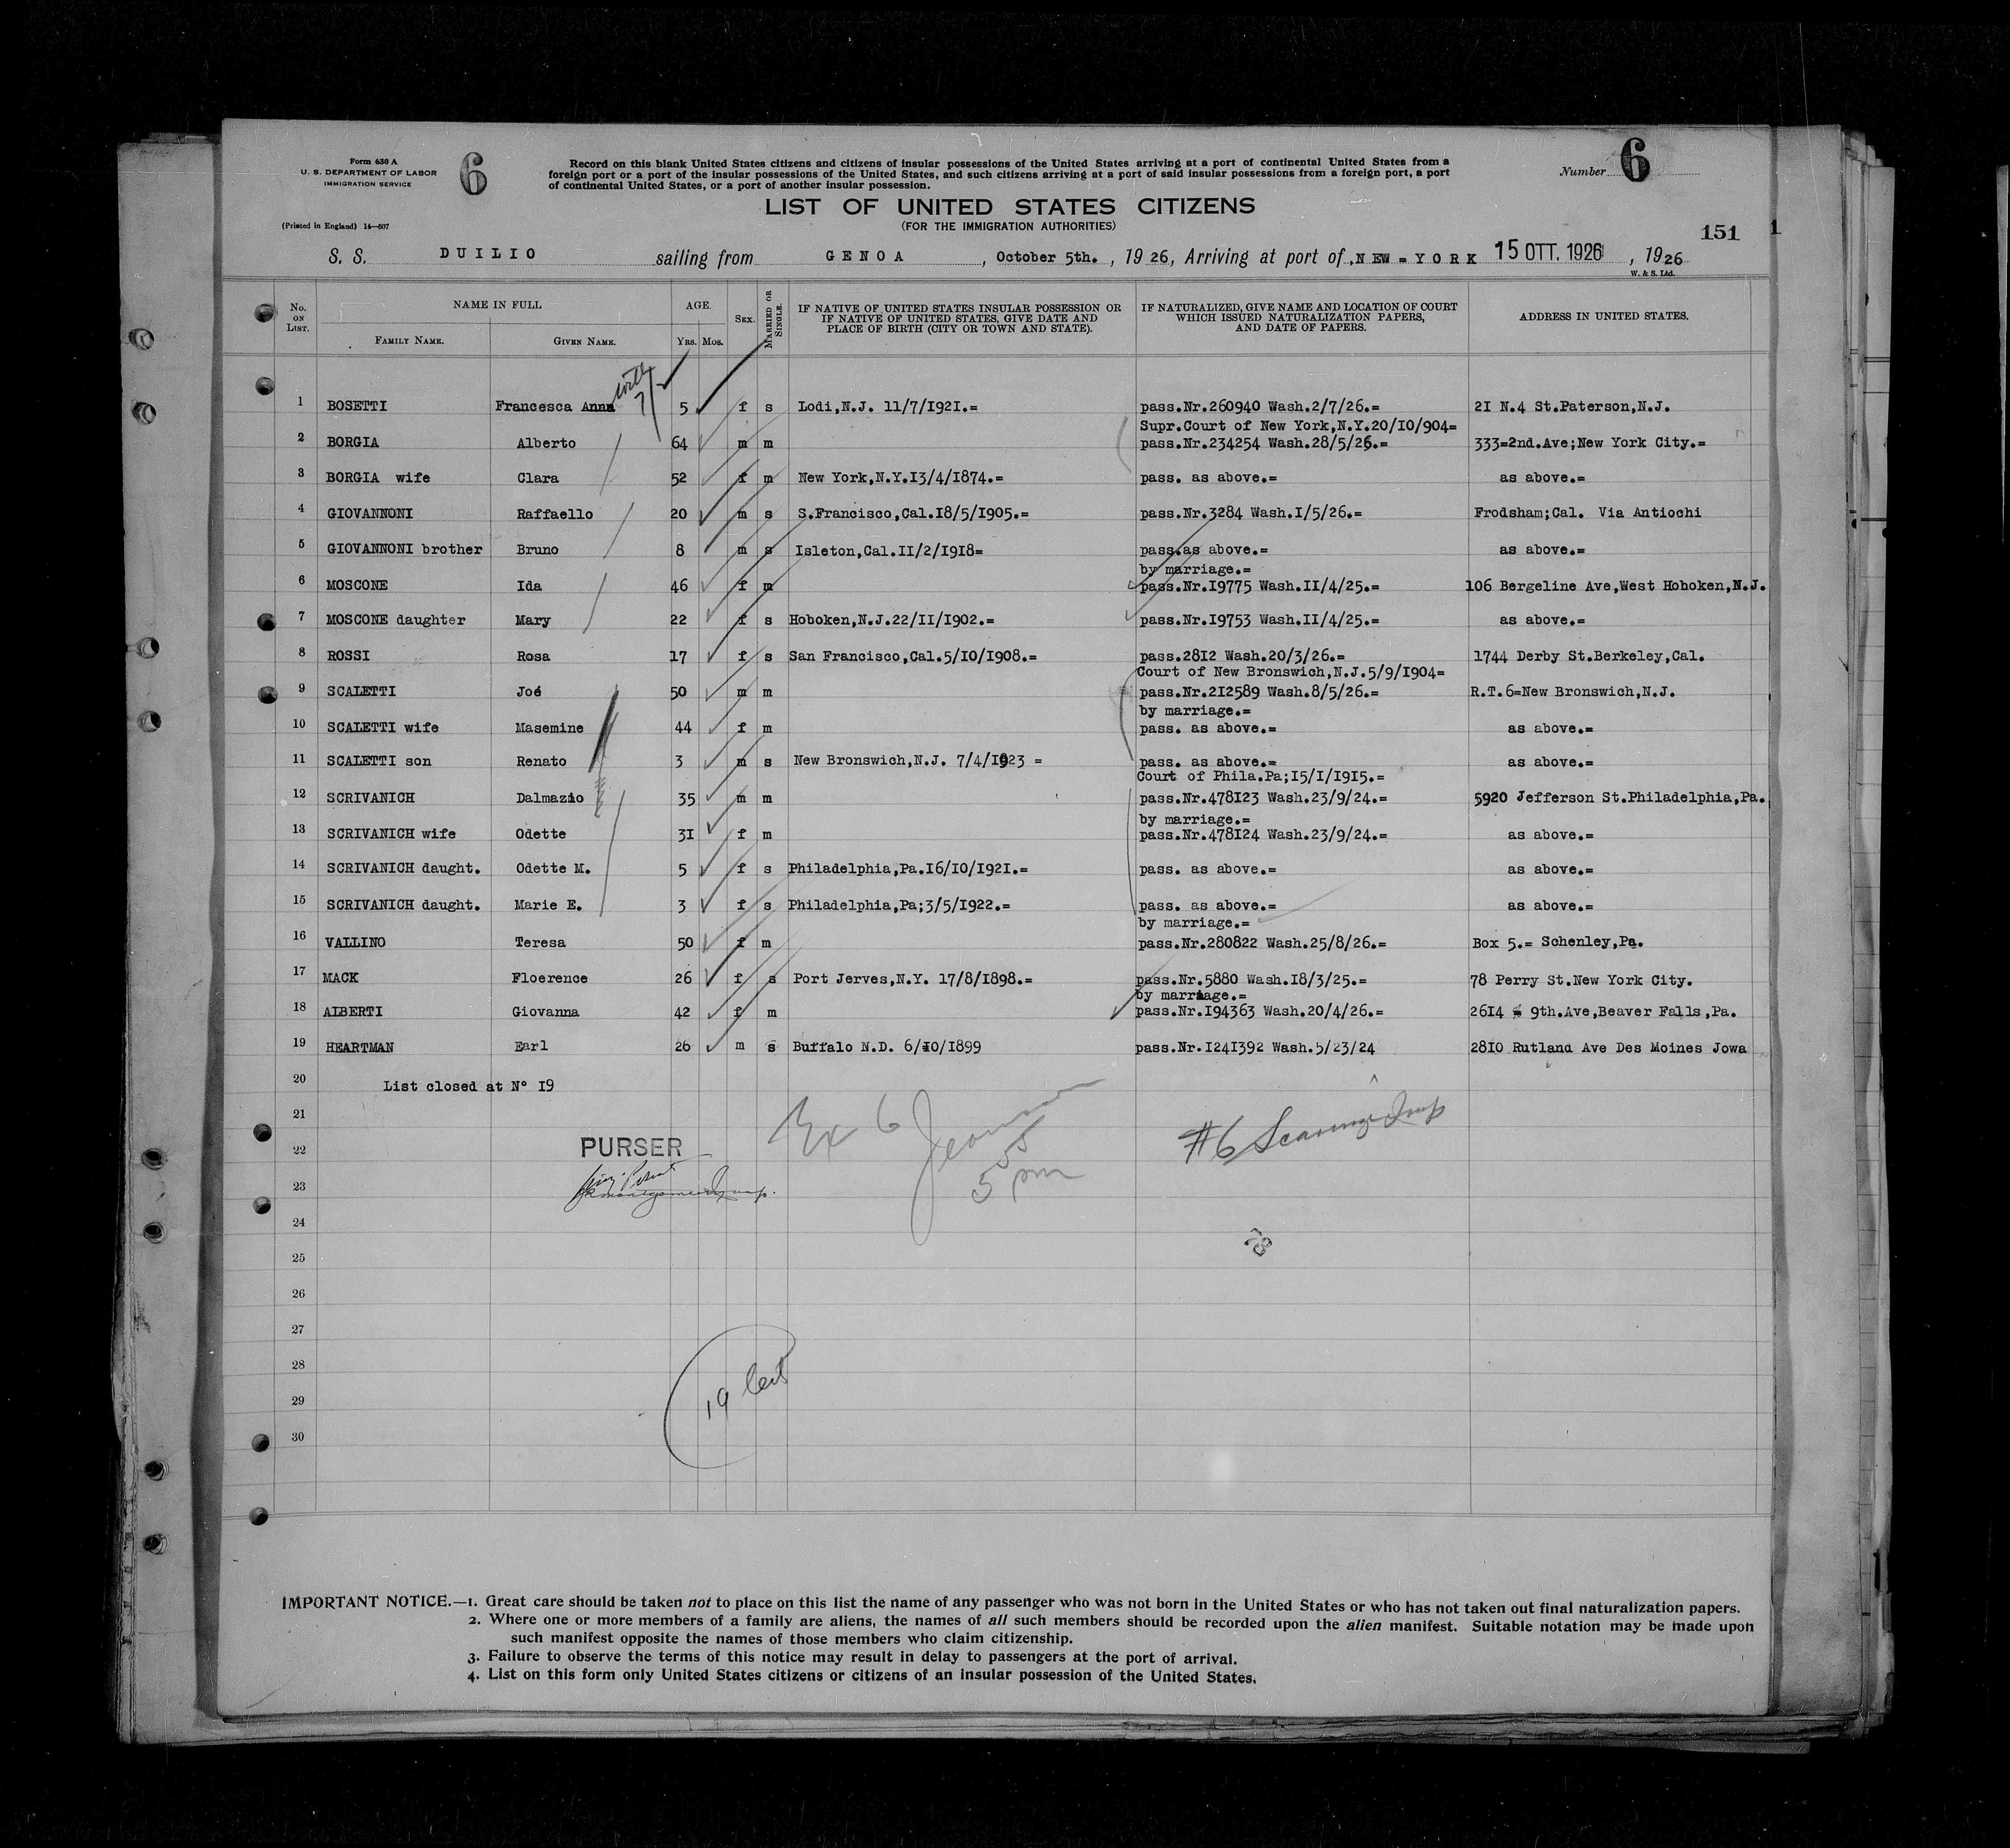 Form 630 A
U. S. DEPARTMENT OF LABOR
IMMIGRATION SERVICE
6
Record on this blank United States citizens and citizens of insular possessions of the United States arriving at a port of continental United States from a
foreign port or a port of the insular possessions of the United States, and such citizens arriving at a port of said insular possessions from a foreign port, a port
of continental United States, or a port of another insular possession.
Number 6
LIST OF UNITED STATES CITIZENS
(FOR THE IMMIGRATION AUTHORITIES)
(Printed in England) 14—607
151
1
S. S. DUILIO sailing from GENOA, October 5th., 1926, Arriving at port of NEW=YORK 15 OTT. 1926, 1926
W. & S. Ltd.
No. ON LIST. NAME IN FULL AGE. SEX. MARRIED OR SINGLE. IF NATIVE OF UNITED STATES INSULAR POSSESSION OR IF NATIVE OF UNITED STATES, GIVE DATE AND PLACE OF BIRTH (CITY OR TOWN AND STATE). IF NATURALIZED, GIVE NAME AND LOCATION OF COURT WHICH ISSUED NATURALIZATION PAPERS, AND DATE OF PAPERS. ADDRESS IN UNITED STATES.
FAMILY NAME. GIVEN NAME. YRS. MOS.
with
7/2
1 BOSETTI Francesca Anna 5 f s Lodi,N.J. 11/7/1921.= pass.Nr.260940 Wash.2/7/26.= 21 N.4 St.Paterson,N.J.
Supr.Court of New York,N.Y.20/10/904=
2 BORGIA Alberto 64 m m pass.Nr.234254 Wash.28/5/26.= 333=2nd.Ave;New York City.=
3 BORGIA wife Clara 52 f m New York,N.Y.13/4/1874.= pass. as above.= as above.=
4 GIOVANNONI Raffaello 20 m s S.Francisco,Cal.18/5/1905.= pass.Nr.3284 Wash.1/5/26.= Frodsham;Cal. Via Antiochi
5 GIOVANNONI brother Bruno 8 m s Isleton,Cal.11/2/1918= pass.as above.= as above.=
by marriage.=
6 MOSCONE Ida 46 f m pass.Nr.19775 Wash.11/4/25.= 106 Bergeline Ave,West Hoboken,N.J.
7 MOSCONE daughter Mary 22 f s Hoboken,N.J.22/11/1902.= pass.Nr.19753 Wash.11/4/25.= as above.=
8 ROSSI Rosa 17 f s San Francisco,Cal.5/10/1908.= pass.2812 Wash.20/3/26.= 1744 Derby St.Berkeley,Cal.
Court of New Bronswich,N.J.5/9/1904=
9 SCALETTI Joé 50 m m pass.Nr.212589 Wash.8/5/26.= R.T.6=New Bronswich,N.J.
by marriage.=
10 SCALETTI wife Masemine 44 f m pass. as above.= as above.=
11 SCALETTI son Renato 3 m s New Bronswich,N.J. 7/4/1923 = pass. as above.= as above.=
Court of Phila.Pa;15/1/1915.=
12 SCRIVANICH Dalmazio 35 m m pass.Nr.478123 Wash.23/9/24.= 5920 Jefferson St.Philadelphia,Pa.
by marriage.=
13 SCRIVANICH wife Odette 31 f m pass.Nr.478124 Wash.23/9/24.= as above.=
14 SCRIVANICH daught. Odette M. 5 f s Philadelphia,Pa.16/10/1921.= pass. as above.= as above.=
15 SCRIVANICH daught. Marie E. 3 f s Philadelphia,Pa;3/5/1922.= pass. as above.= as above.=
by marriage.=
16 VALLINO Teresa 50 f m pass.Nr.280822 Wash.25/8/26.= Box 5.= Schenley,Pa.
17 MACK Floerence 26 f s Port Jerves,N.Y. 17/8/1898.= pass.Nr.5880 Wash.18/3/25.= 78 Perry St.New York City.
by marriage.=
18 ALBERTI Giovanna 42 f m pass.Nr.194363 Wash.20/4/26.= 2614 = 9th.Ave,Beaver Falls,Pa.
19 HEARTMAN Earl 26 m s Buffalo N.D. 6/10/1899 pass.Nr.1241392 Wash.5/23/24 2810 Rutland Ave Des Moines Jowa
20 List closed at N° 19
21
Ex 6
#6
22 PURSER
55
5 pm
23
24
25
26
27
28
19
29
30
IMPORTANT NOTICE.—1. Great care should be taken not to place on this list the name of any passenger who was not born in the United States or who has not taken out final naturalization papers.
2. Where one or more members of a family are aliens, the names of all such members should be recorded upon the alien manifest. Suitable notation may be made upon
such manifest opposite the names of those members who claim citizenship.
3. Failure to observe the terms of this notice may result in delay to passengers at the port of arrival.
4. List on this form only United States citizens or citizens of an insular possession of the United States.